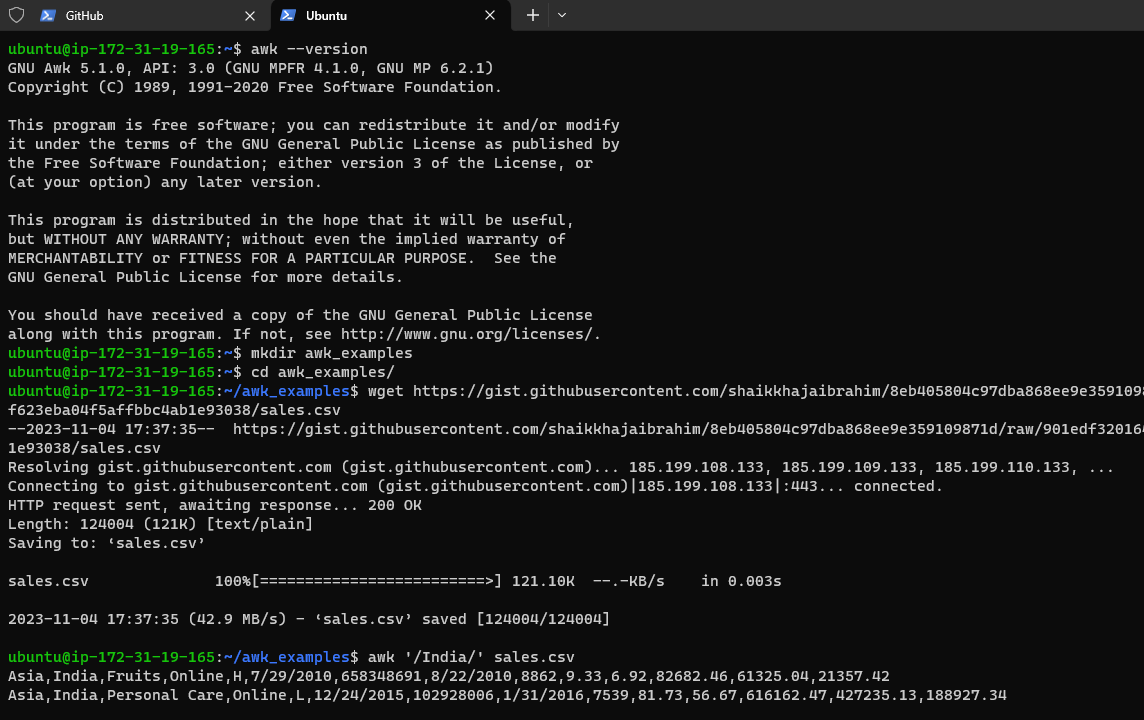 GitHub
Ubuntu
ubuntu@ip-172-31-19-165:~$ awk --version
GNU Awk 5.1.0, API: 3.0 (GNU MPFR 4.1.0, GNU MP 6.2.1)
Copyright (C) 1989, 1991-2020 Free Software Foundation.
This program is free software; you can redistribute it and/or modify
it under the terms of the GNU General Public License as published by
the Free Software Foundation; either version 3 of the License, or
(at your option) any later version.
This program is distributed in the hope that it will be useful,
but WITHOUT ANY WARRANTY; without even the implied warranty of
MERCHANTABILITY or FITNESS FOR A PARTICULAR PURPOSE.  See the
GNU General Public License for more details.
You should have received a copy of the GNU General Public License
along with this program. If not, see http://www.gnu.org/licenses/.
ubuntu@ip-172-31-19-165:~$ mkdir awk_examples
ubuntu@ip-172-31-19-165:~$ cd awk_examples/
ubuntu@ip-172-31-19-165:~/awk_examples$ wget https://gist.githubusercontent.com/shaikkhajaibrahim/8eb405804c97dba868ee9e359109
f623eba04f5affbbc4ab1e93038/sales.csv
--2023-11-04 17:37:35--  https://gist.githubusercontent.com/shaikkhajaibrahim/8eb405804c97dba868ee9e359109871d/raw/901edf32016
1e93038/sales.csv
Resolving gist.githubusercontent.com (gist.githubusercontent.com)... 185.199.108.133, 185.199.109.133, 185.199.110.133, ...
Connecting to gist.githubusercontent.com (gist.githubusercontent.com)|185.199.108.133|:443... connected.
HTTP request sent, awaiting response... 200 OK
Length: 124004 (121K) [text/plain]
Saving to: ‘sales.csv’
sales.csv              100%[=========================>] 121.10K  --.-KB/s    in 0.003s
2023-11-04 17:37:35 (42.9 MB/s) - ‘sales.csv’ saved [124004/124004]
ubuntu@ip-172-31-19-165:~/awk_examples$ awk '/India/' sales.csv
Asia,India,Fruits,Online,H,7/29/2010,658348691,8/22/2010,8862,9.33,6.92,82682.46,61325.04,21357.42
Asia,India,Personal Care,Online,L,12/24/2015,102928006,1/31/2016,7539,81.73,56.67,616162.47,427235.13,188927.34